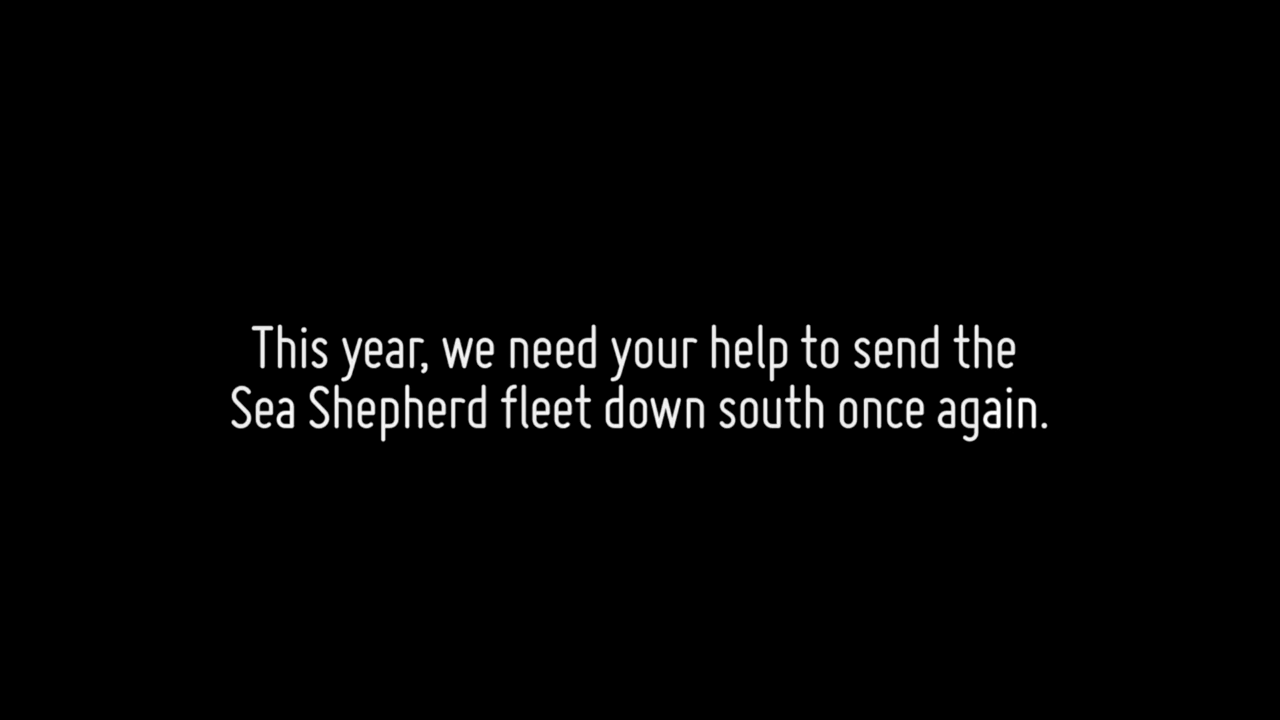 This year, we need your help to send the
Sea Shepherd fleet down south once again.